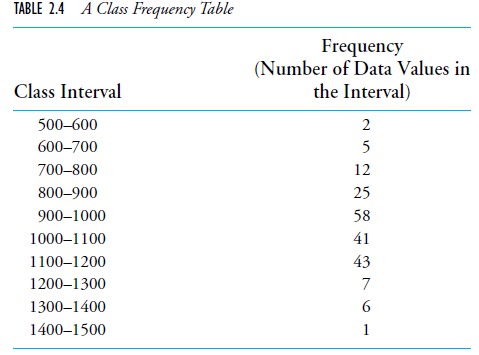 TABLE 2.4 A Class Frequency Table
Frequency
(Number of Data Values in
Class Interval the Interval)
500–600 2
600–700 5
700–800 12
800–900 25
900–1000 58
1000–1100 41
1100–1200 43
1200–1300 7
1300–1400 6
1400–1500 1